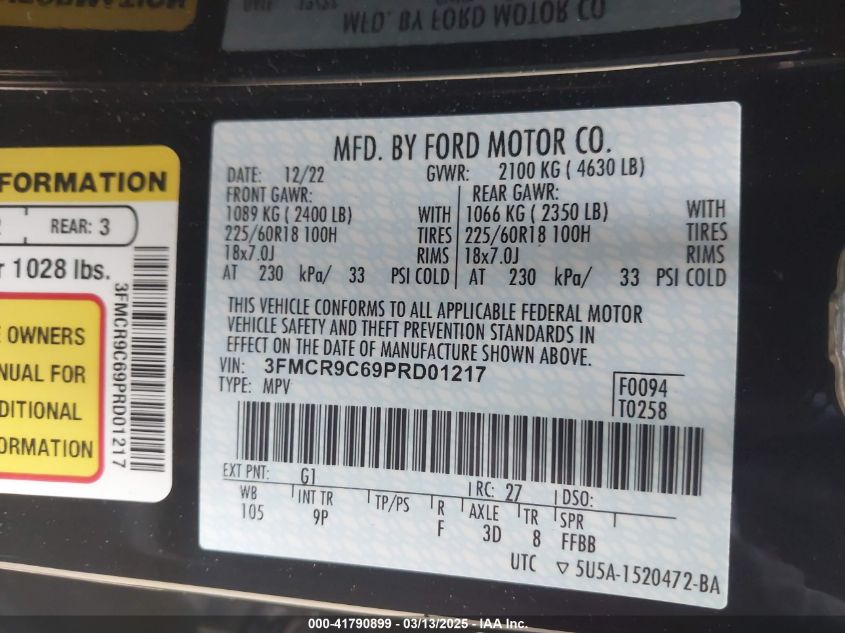 MFD. BY FORD MOTOR CO
MFD. BY FORD MOTOR CO.
DATE: 12/22 GVWR: 2100 KG ( 4630 LB)
FRONT GAWR: REAR GAWR:
1089 KG ( 2400 LB) WITH 1066 KG ( 2350 LB) WITH
225/60R18 100H TIRES 225/60R18 100H TIRES
18x7.0J RIMS 18x7.0J RIMS
AT 230 kPa/ 33 PSI COLD AT 230 kPa/ 33 PSI COLD
THIS VEHICLE CONFORMS TO ALL APPLICABLE FEDERAL MOTOR
VEHICLE SAFETY AND THEFT PREVENTION STANDARDS IN
EFFECT ON THE DATE OF MANUFACTURE SHOWN ABOVE.
VIN: 3FMCR9C69PRD01217
TYPE: MPV
F0094
T0258
EXT PNT: G1 RC: 27 DSO:
WB INT TR TP/PS R AXLE TR SPR
105 9P F 3D 8 FFBB
UTC ▽ 5U5A-1520472-BA
FORMATION
REAR: 3
1028 lbs.
3FMCR9C69PRD01217
OWNERS
FOR
000-41790899 - 03/13/2025 - IAA Inc.